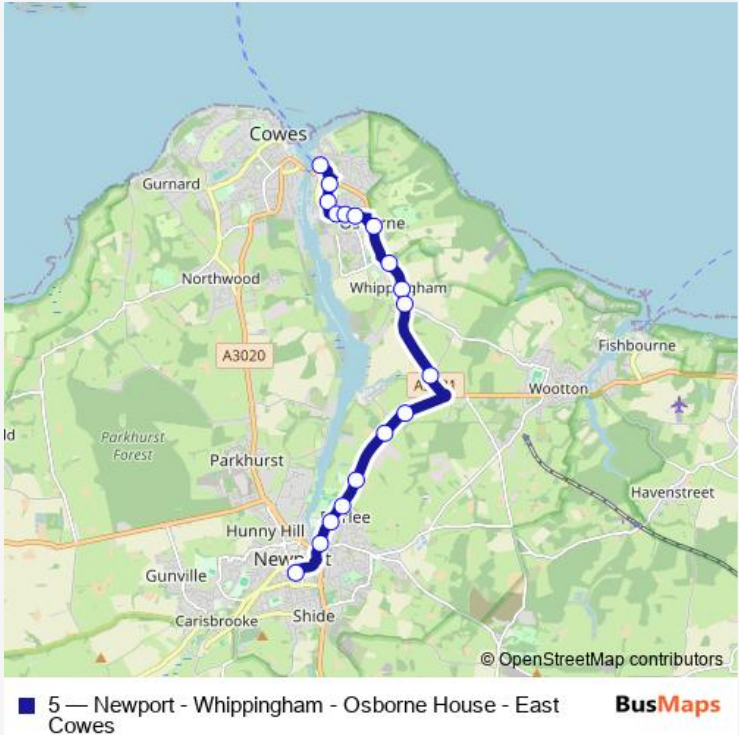 Cowes
Gurnard
Osborne
Northwood
Whippingham
Fishbourne
A3020
Wootton
Parkhurst
Forest
Parkhurst
Havenstreet
Hunny Hill
Newport
Gunville
Carisbrooke
Shide
© OpenStreetMap contributors
5 — Newport - Whippingham - Osborne House - East
Cowes
BusMaps